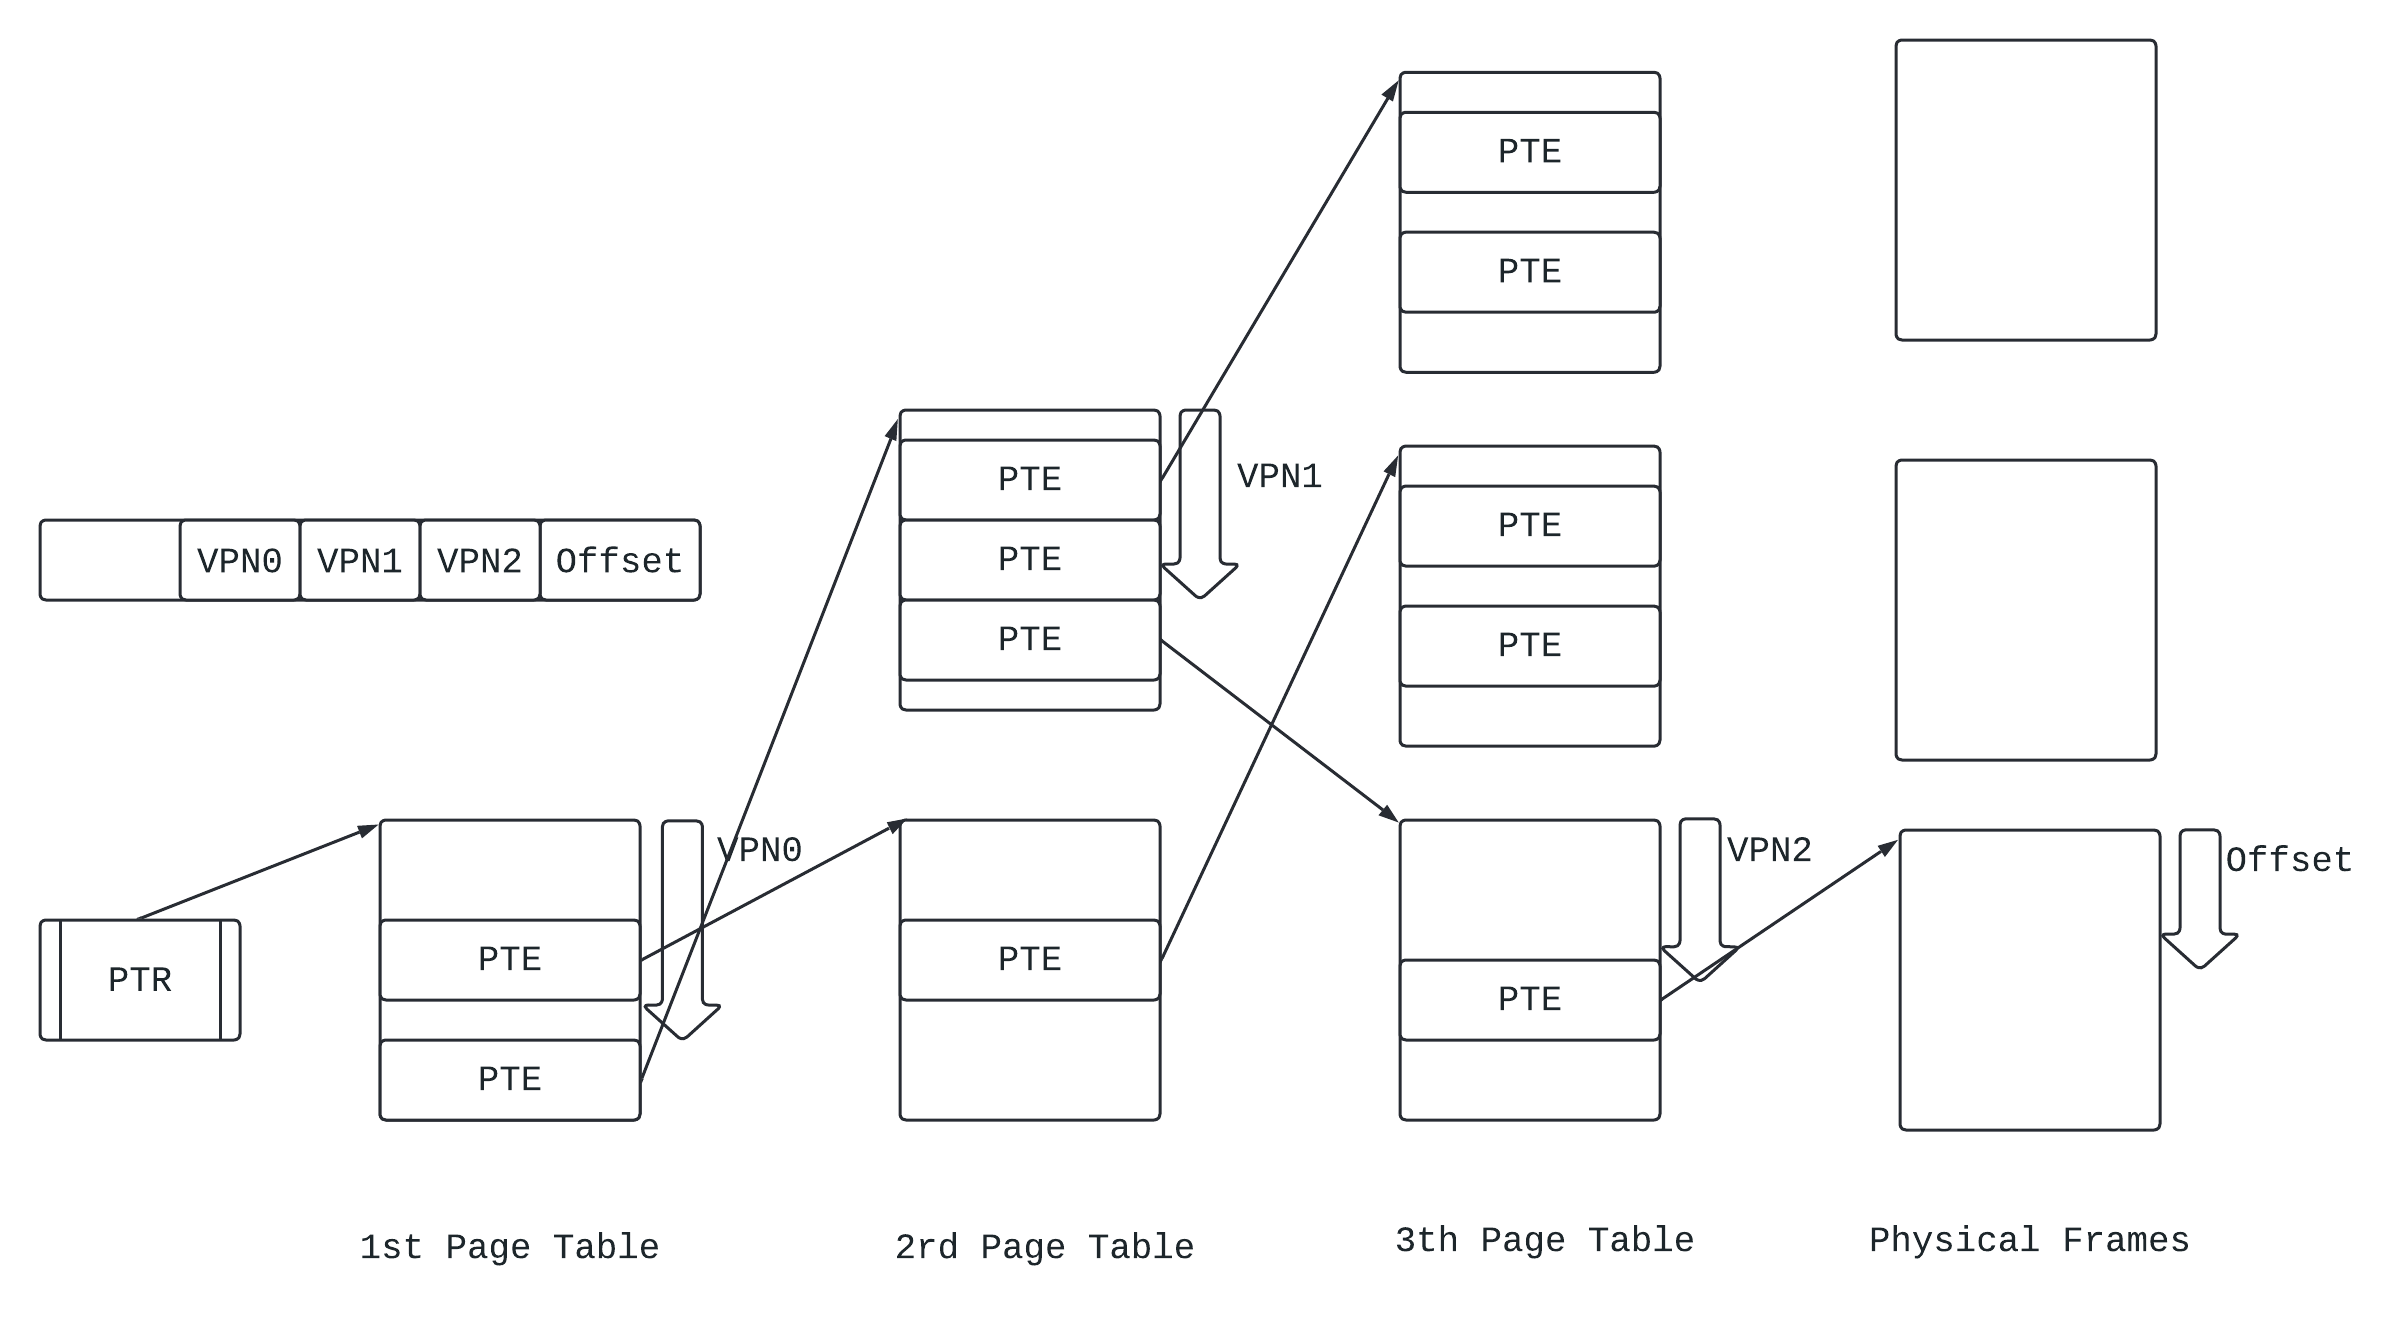 PTE
PTE
PTE
VPN1
PTE
PTE
PTE
PTE
VPN0 VPN1 VPN2 Offset
PTR
VPN0
PTE
PTE
PTE
VPN2
PTE
Offset
1st Page Table
2rd Page Table
3th Page Table
Physical Frames